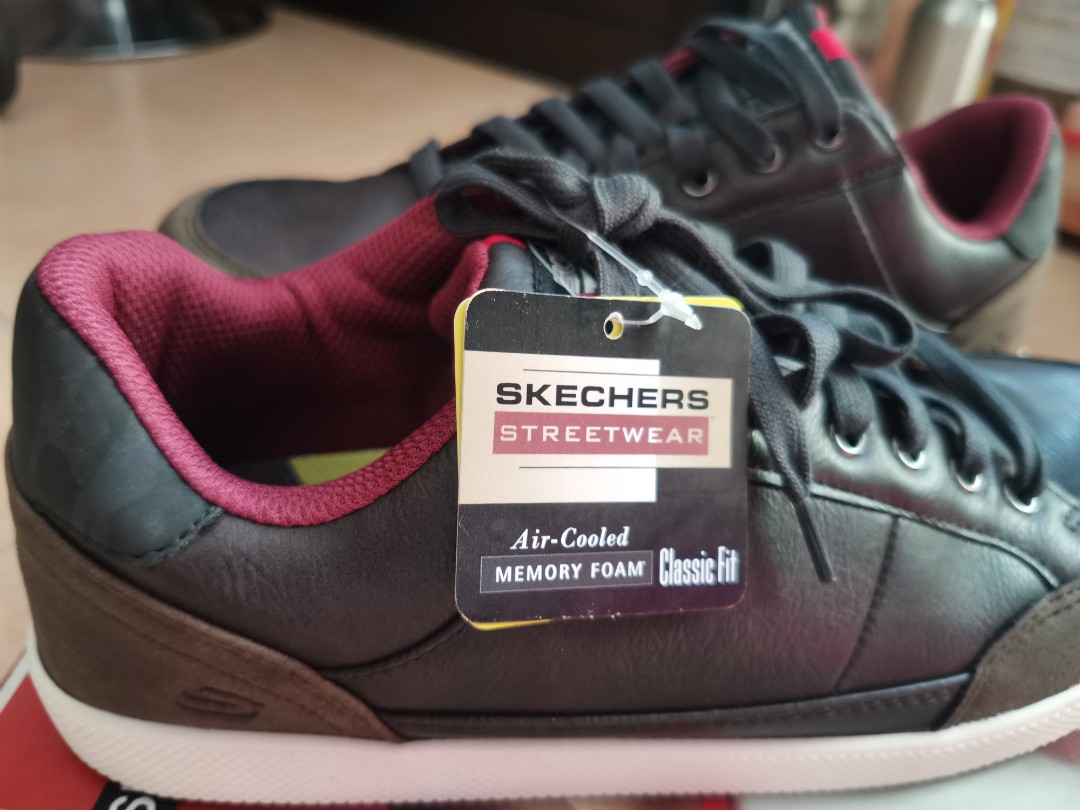 SKECHERS
STREETWEAR
Air-Cooled
MEMORY FOAM
Classic Fit
S